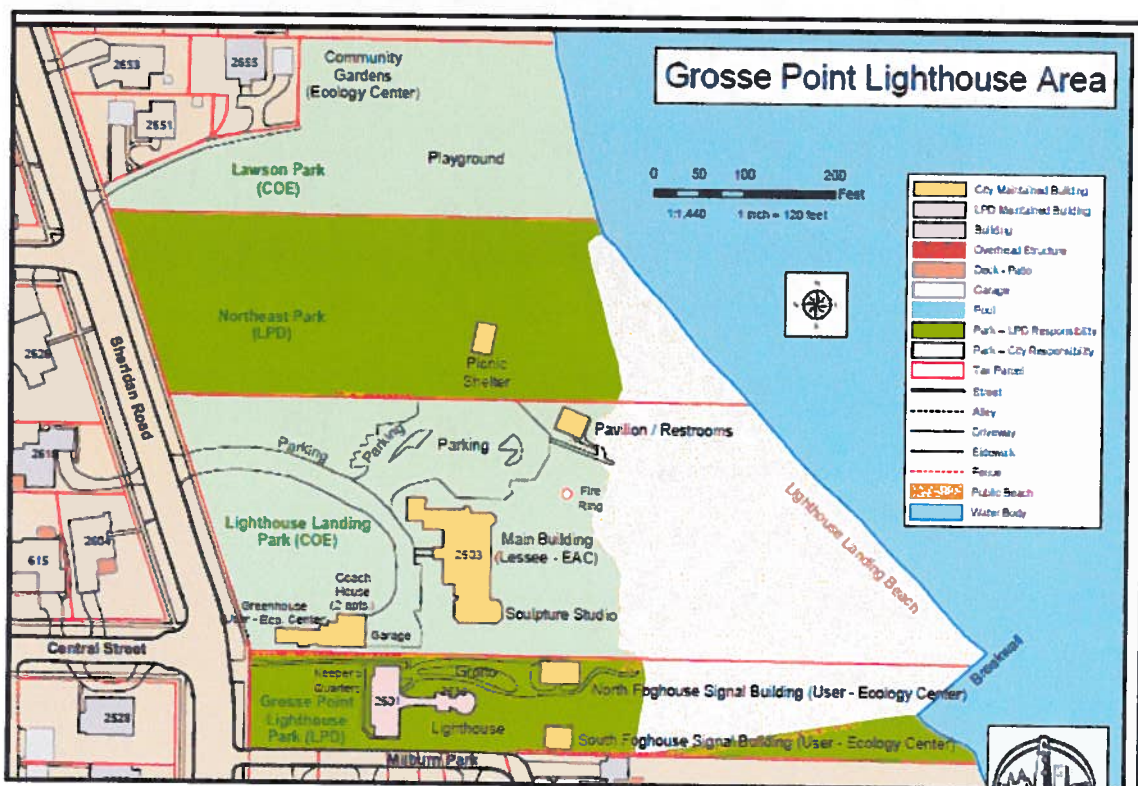 Grosse Point Lighthouse Area
2653
2655
Community
Gardens
(Ecology Center)
2651
Playground
Lawson Park
(COE)
0 50 100 200
Feet
1:1,440 1 inch = 120 feet
City Maintained Building
LPD Maintained Building
Building
Overhead Structure
Deck - Patio
Garage
Pool
Park - LPD Responsibility
Park - City Responsibility
Tax Parcel
Street
Alley
Driveway
Sidewalk
Fence
Public Beach
Water Body
Northeast Park
(LPD)
Picnic
Shelter
Sheridan Road
Pavilion / Restrooms
Parking
Parking
Parking
Fire
Ring
Lighthouse Landing
Park (COE)
2603
Main Building
(Lessee - EAC)
Lighthouse Landing Beach
615
Coach
House
(2 apts.)
Greenhouse
User - Eco. Center
Garage
Sculpture Studio
Central Street
Breakwall
Keeper's
Quarters
Grotto
2601
North Foghouse Signal Building (User - Ecology Center)
Grosse Point
Lighthouse
Park (LPD)
Lighthouse
South Foghouse Signal Building (User - Ecology Center)
2528
Milburn Park